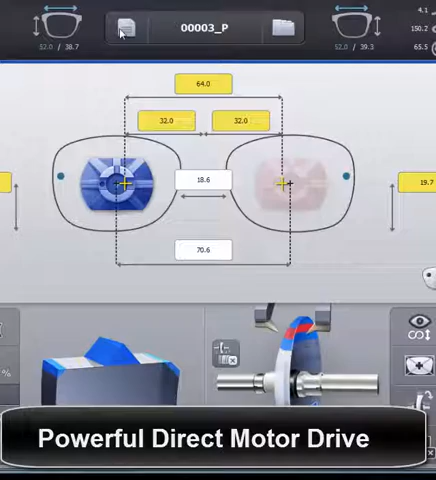 4.1
52.0 / 38.7
00003_P
52.0 / 39.3
150.2
65.5
64.0
32.0
32.0
18.6
19.7
70.6
%
Powerful Direct Motor Drive